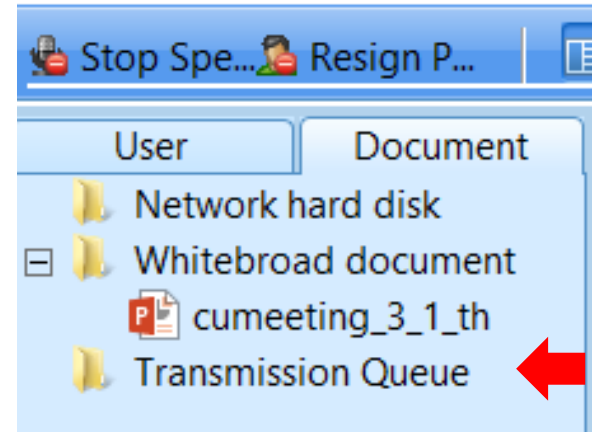 Stop Spe... Resign P...
User Document
Network hard disk
Whitebroad document
cumeeting_3_1_th
Transmission Queue